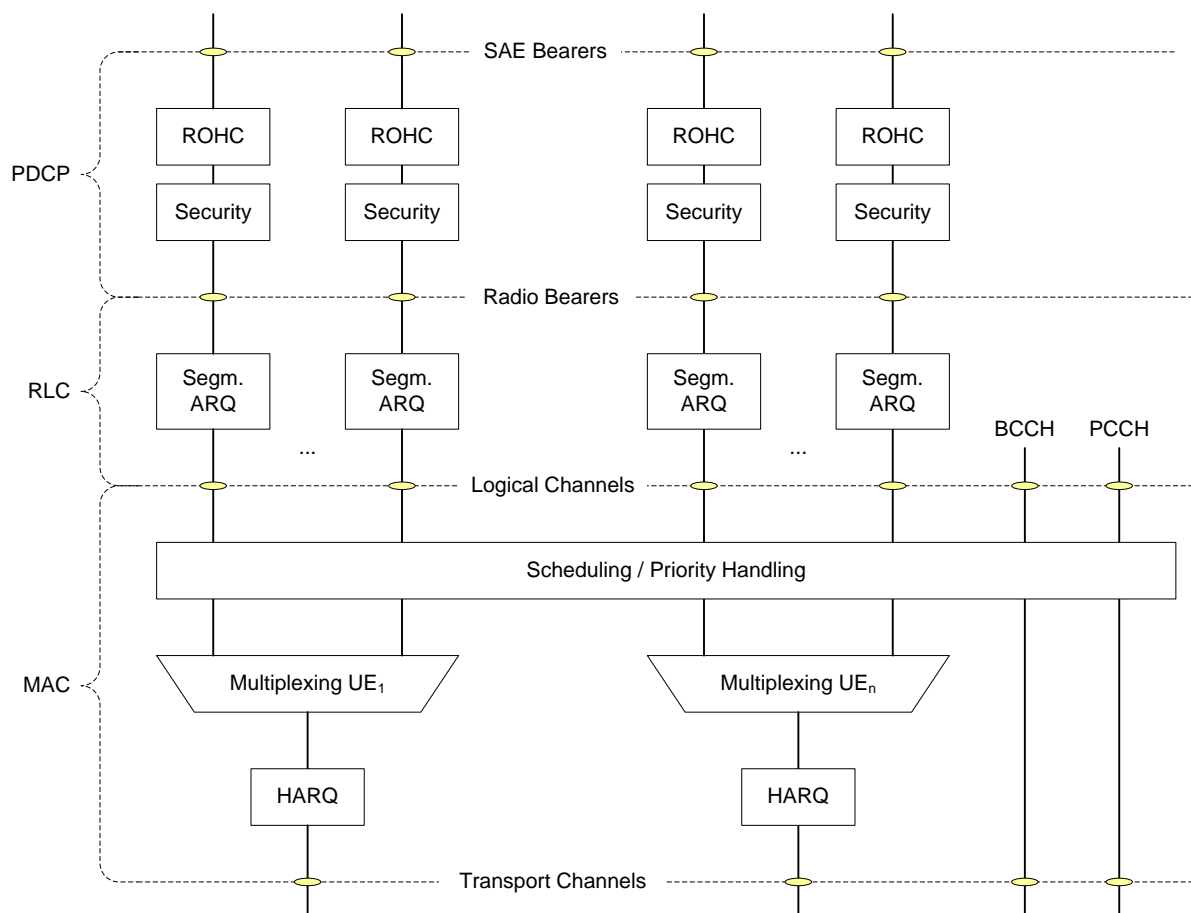 SAE Bearers
ROHC
ROHC
ROHC
ROHC
PDCP
Security
Security
Security
Security
Radio Bearers
RLC
Segm.
ARQ
Segm.
ARQ
Segm.
ARQ
Segm.
ARQ
BCCH
PCCH
...
...
Logical Channels
Scheduling / Priority Handling
MAC
Multiplexing UE₁
Multiplexing UEₙ
HARQ
HARQ
Transport Channels